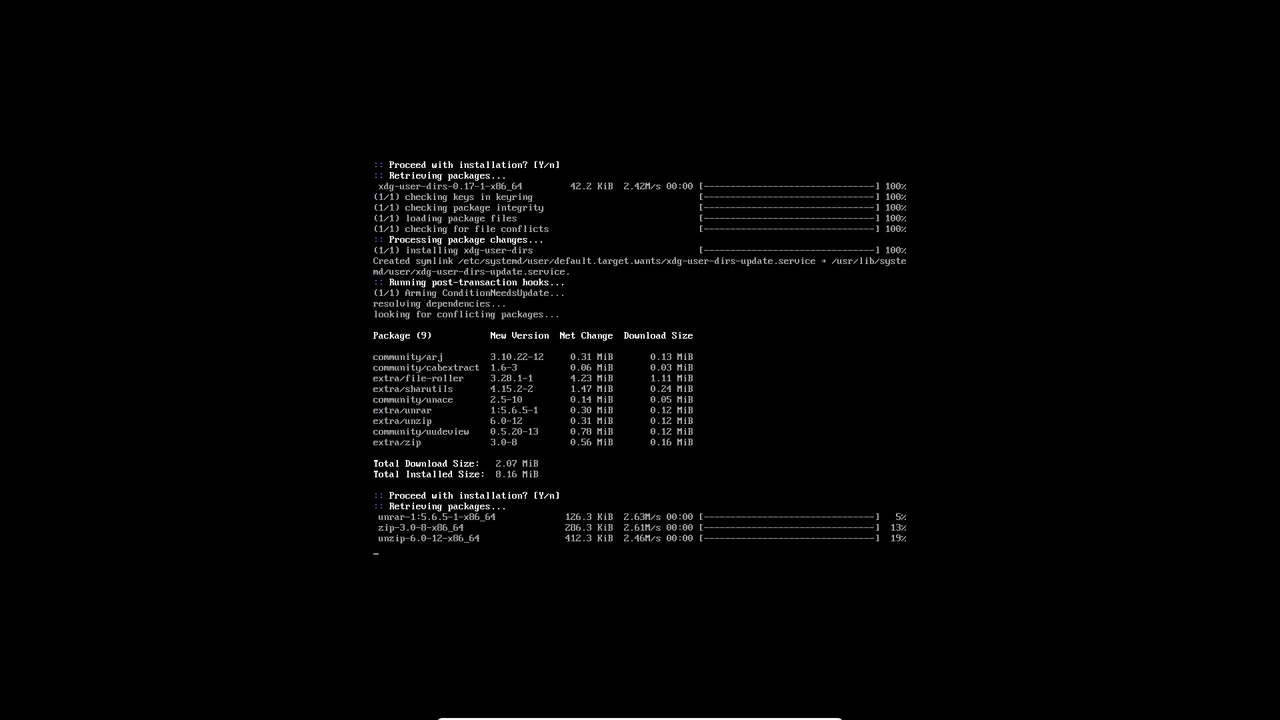 :: Proceed with installation? [Y/n]
:: Retrieving packages...
xdg-user-dirs-0.17-1-x86_64 42.2 KiB 2.42M/s 00:00 [--------------------------------] 100%
(1/1) checking keys in keyring [--------------------------------] 100%
(1/1) checking package integrity [--------------------------------] 100%
(1/1) loading package files [--------------------------------] 100%
(1/1) checking for file conflicts [--------------------------------] 100%
:: Processing package changes...
(1/1) installing xdg-user-dirs [--------------------------------] 100%
Created symlink /etc/systemd/user/default.target.wants/xdg-user-dirs-update.service → /usr/lib/syste
md/user/xdg-user-dirs-update.service.
:: Running post-transaction hooks...
(1/1) Arming ConditionNeedsUpdate...
resolving dependencies...
looking for conflicting packages...
Package (9) New Version Net Change Download Size
community/arj 3.10.22-12 0.31 MiB 0.13 MiB
community/cabextract 1.6-3 0.06 MiB 0.03 MiB
extra/file-roller 3.28.1-1 4.23 MiB 1.11 MiB
extra/sharutils 4.15.2-2 1.47 MiB 0.24 MiB
community/unace 2.5-10 0.14 MiB 0.05 MiB
extra/unrar 1:5.6.5-1 0.30 MiB 0.12 MiB
extra/unzip 6.0-12 0.31 MiB 0.12 MiB
community/uudeview 0.5.20-13 0.78 MiB 0.12 MiB
extra/zip 3.0-8 0.56 MiB 0.16 MiB
Total Download Size: 2.07 MiB
Total Installed Size: 8.16 MiB
:: Proceed with installation? [Y/n]
:: Retrieving packages...
unrar-1:5.6.5-1-x86_64 126.3 KiB 2.63M/s 00:00 [--------------------------------] 5%
zip-3.0-8-x86_64 286.3 KiB 2.61M/s 00:00 [--------------------------------] 13%
unzip-6.0-12-x86_64 412.3 KiB 2.46M/s 00:00 [--------------------------------] 19%